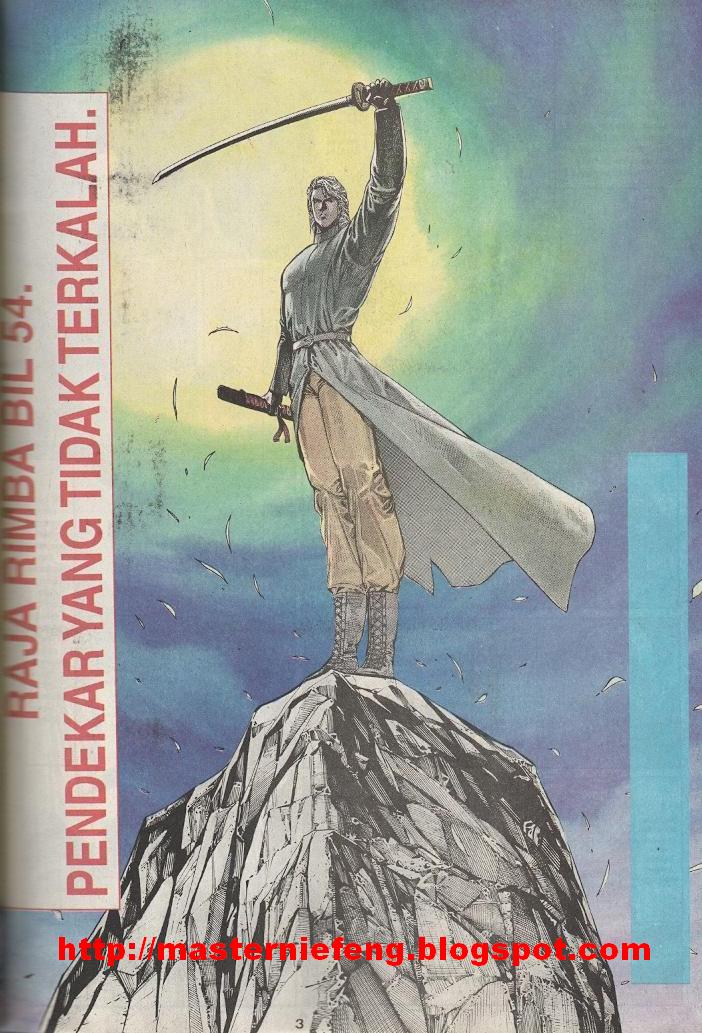 RAJA RIMBA BIL 54.
PENDEKAR YANG TIDAK TERKALAH.
http://masterniefeng.blogspot.com
3